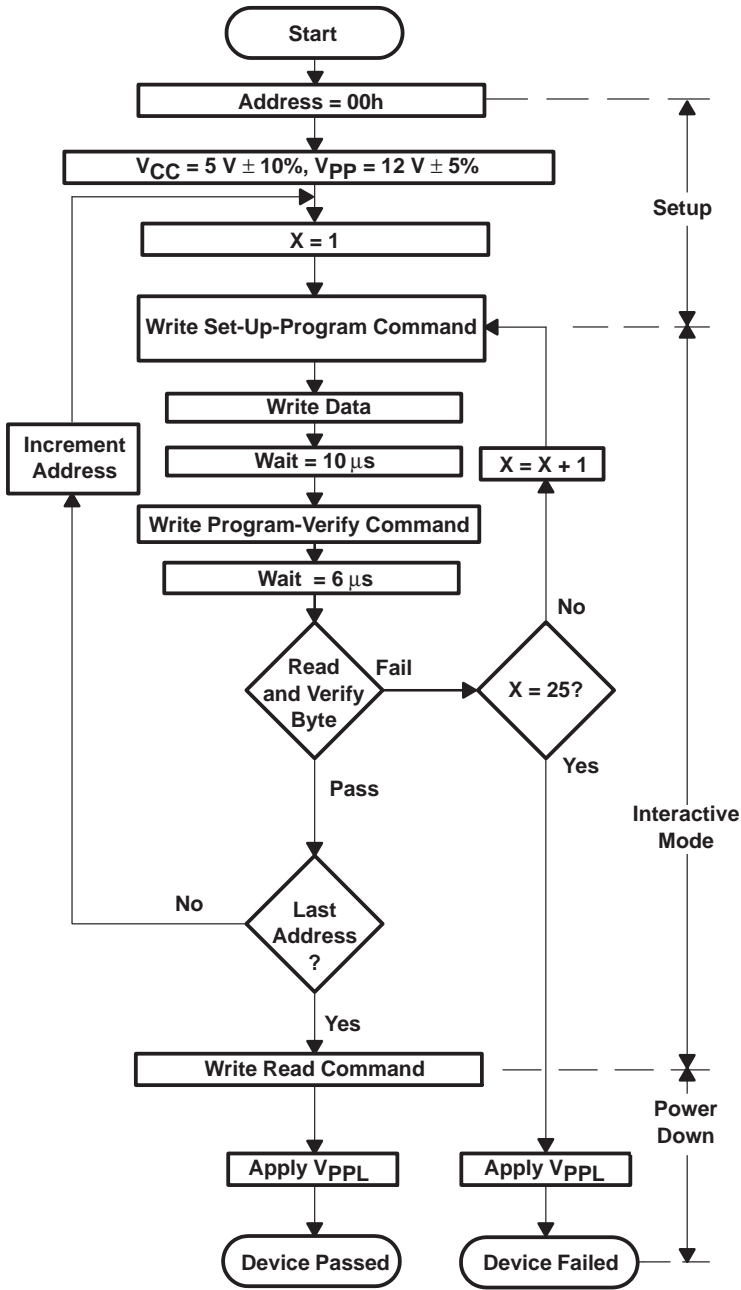 Start
Address = 00h
VCC = 5 V ± 10%, VPP = 12 V ± 5%
Setup
X = 1
Write Set-Up-Program Command
Write Data
Increment
Address
Wait = 10 µs
X = X + 1
Write Program-Verify Command
Wait = 6 µs
No
Read
and Verify
Byte
Fail
X = 25?
Yes
Pass
Interactive
Mode
No
Last
Address
?
Yes
Write Read Command
Power
Down
Apply VPPL
Apply VPPL
Device Passed
Device Failed